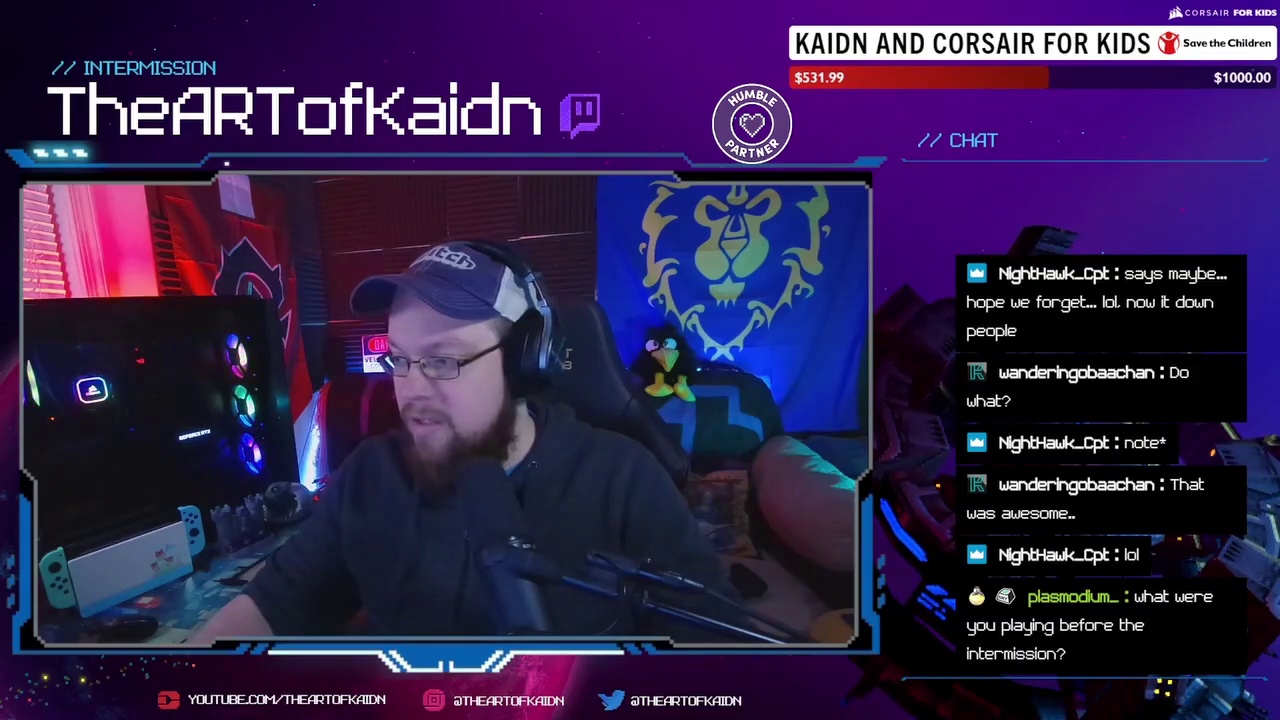 CORSAIR FOR KIDS
KAIDN AND CORSAIR FOR KIDS Save the Children
$531.99 $1000.00
// INTERMISSION
TheARTofKaidn
HUMBLE
PARTNER
// CHAT
NightHawk_Cpt : says maybe...
hope we forget... lol. now it down
people
wanderingobaachan : Do
what?
NightHawk_Cpt : note*
wanderingobaachan : That
was awesome..
NightHawk_Cpt : lol
plasmodium_ : what were
you playing before the
intermission?
YOUTUBE.COM/THEARTOFKAIDN @THEARTOFKAIDN @THEARTOFKAIDN